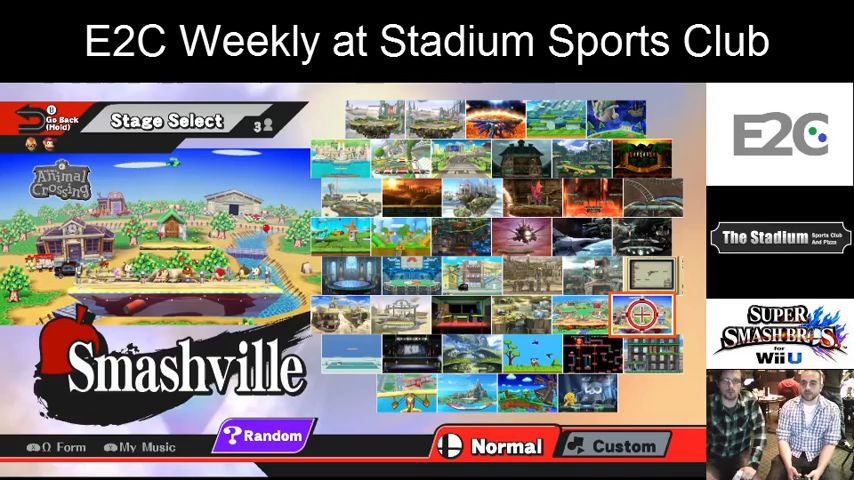 E2C Weekly at Stadium Sports Club
B
Go Back
(Hold)
Stage Select
3
Animal
Crossing
E2C
The Stadium
Sports Club
And Pizza
SUPER
SMASH BROS.
for
Wii U
Smashville
? Random
Ω Form
My Music
Normal
Custom